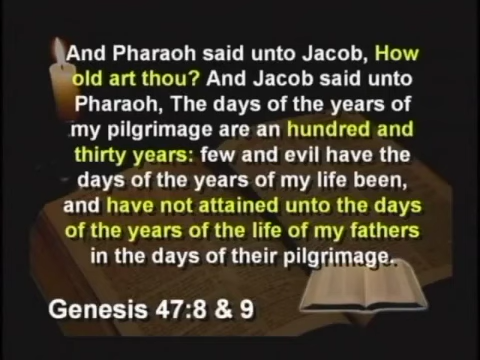 And Pharaoh said unto Jacob, How
old art thou? And Jacob said unto
Pharaoh, The days of the years of
my pilgrimage are an hundred and
thirty years: few and evil have the
days of the years of my life been,
and have not attained unto the days
of the years of the life of my fathers
in the days of their pilgrimage.
Genesis 47:8 & 9